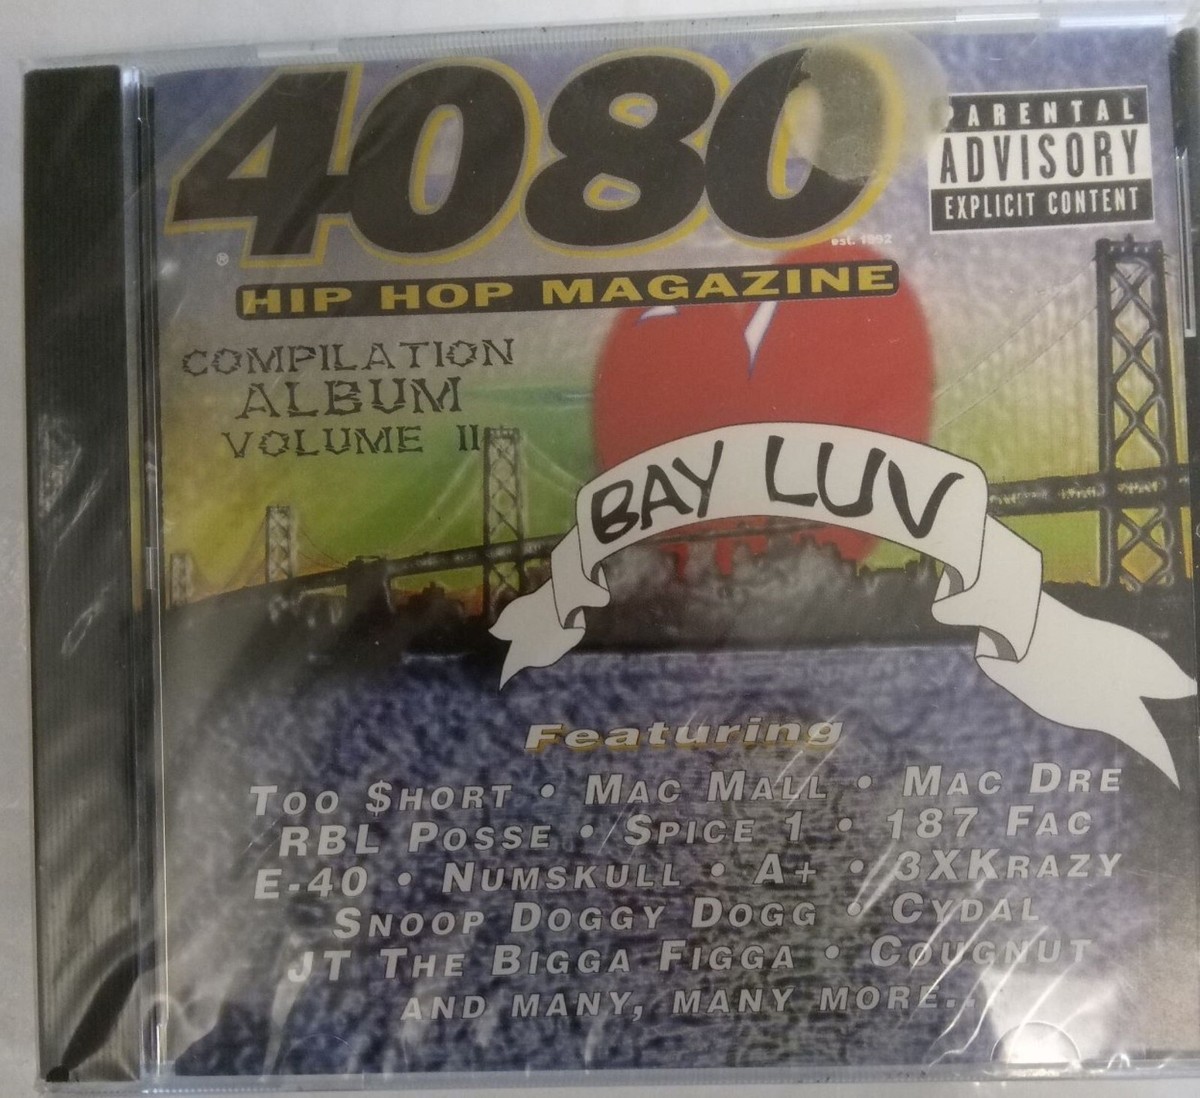 4080
PARENTAL
ADVISORY
EXPLICIT CONTENT
est. 1992
®
HIP HOP MAGAZINE
COMPILATION
ALBUM
VOLUME II
BAY LUV
Featuring
TOO $HORT • MAC MALL • MAC DRE
RBL POSSE • SPICE 1 • 187 FAC
E-40 • NUMSKULL • A+ • 3XKRAZY
SNOOP DOGGY DOGG • CYDAL
JT THE BIGGA FIGGA • COUGNUT
AND MANY, MANY MORE...